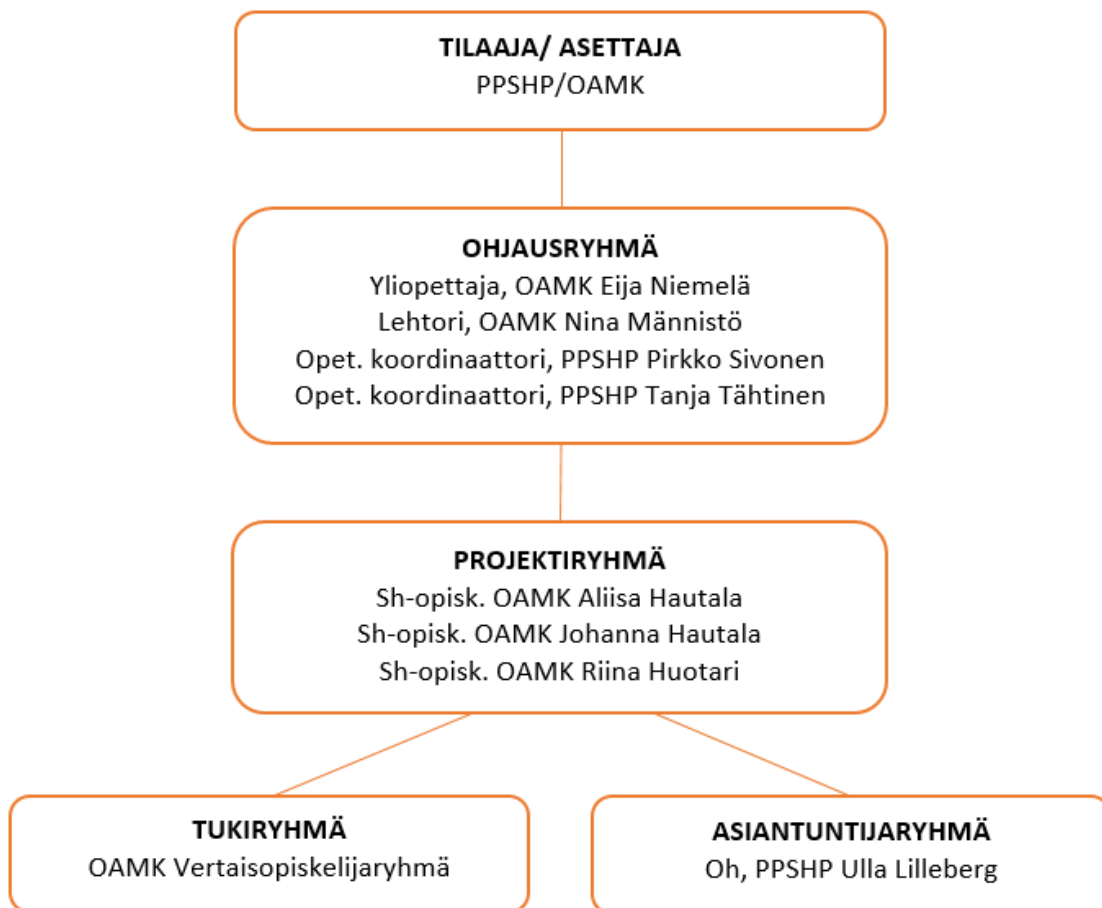 TILAAJA/ ASETTAJA
PPSHP/OAMK
OHJAUSRYHMÄ
Yliopettaja, OAMK Eija Niemelä
Lehtori, OAMK Nina Männistö
Opet. koordinaattori, PPSHP Pirkko Sivonen
Opet. koordinaattori, PPSHP Tanja Tähtinen
PROJEKTIRYHMÄ
Sh-opisk. OAMK Aliisa Hautala
Sh-opisk. OAMK Johanna Hautala
Sh-opisk. OAMK Riina Huotari
TUKIRYHMÄ
OAMK Vertaisopiskelijaryhmä
ASIANTUNTIJARYHMÄ
Oh, PPSHP Ulla Lilleberg